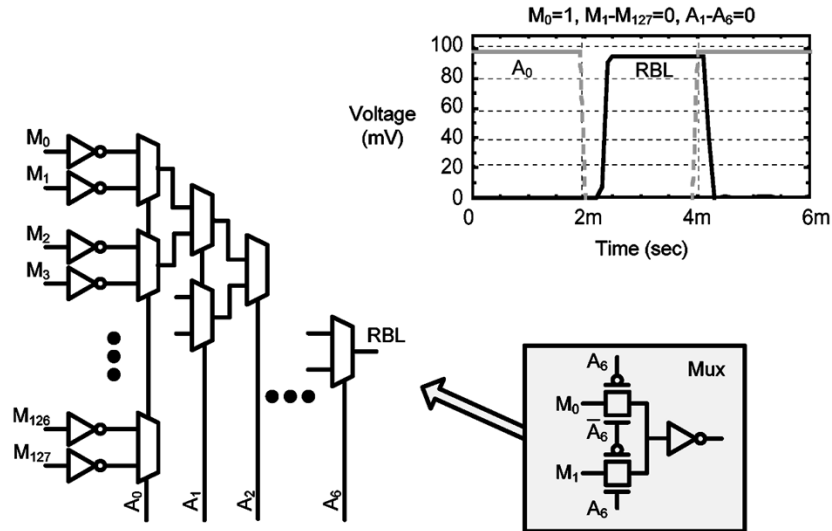 M₀=1, M₁-M₁₂₇=0, A₁-A₆=0
Voltage
(mV)
100
80
60
40
20
0
A₀
RBL
0
2m
4m
6m
Time (sec)
M₀
M₁
M₂
M₃
M₁₂₆
M₁₂₇
A₀
A₁
A₂
A₆
RBL
Mux
A₆
M₀
A̅₆
M₁
A₆